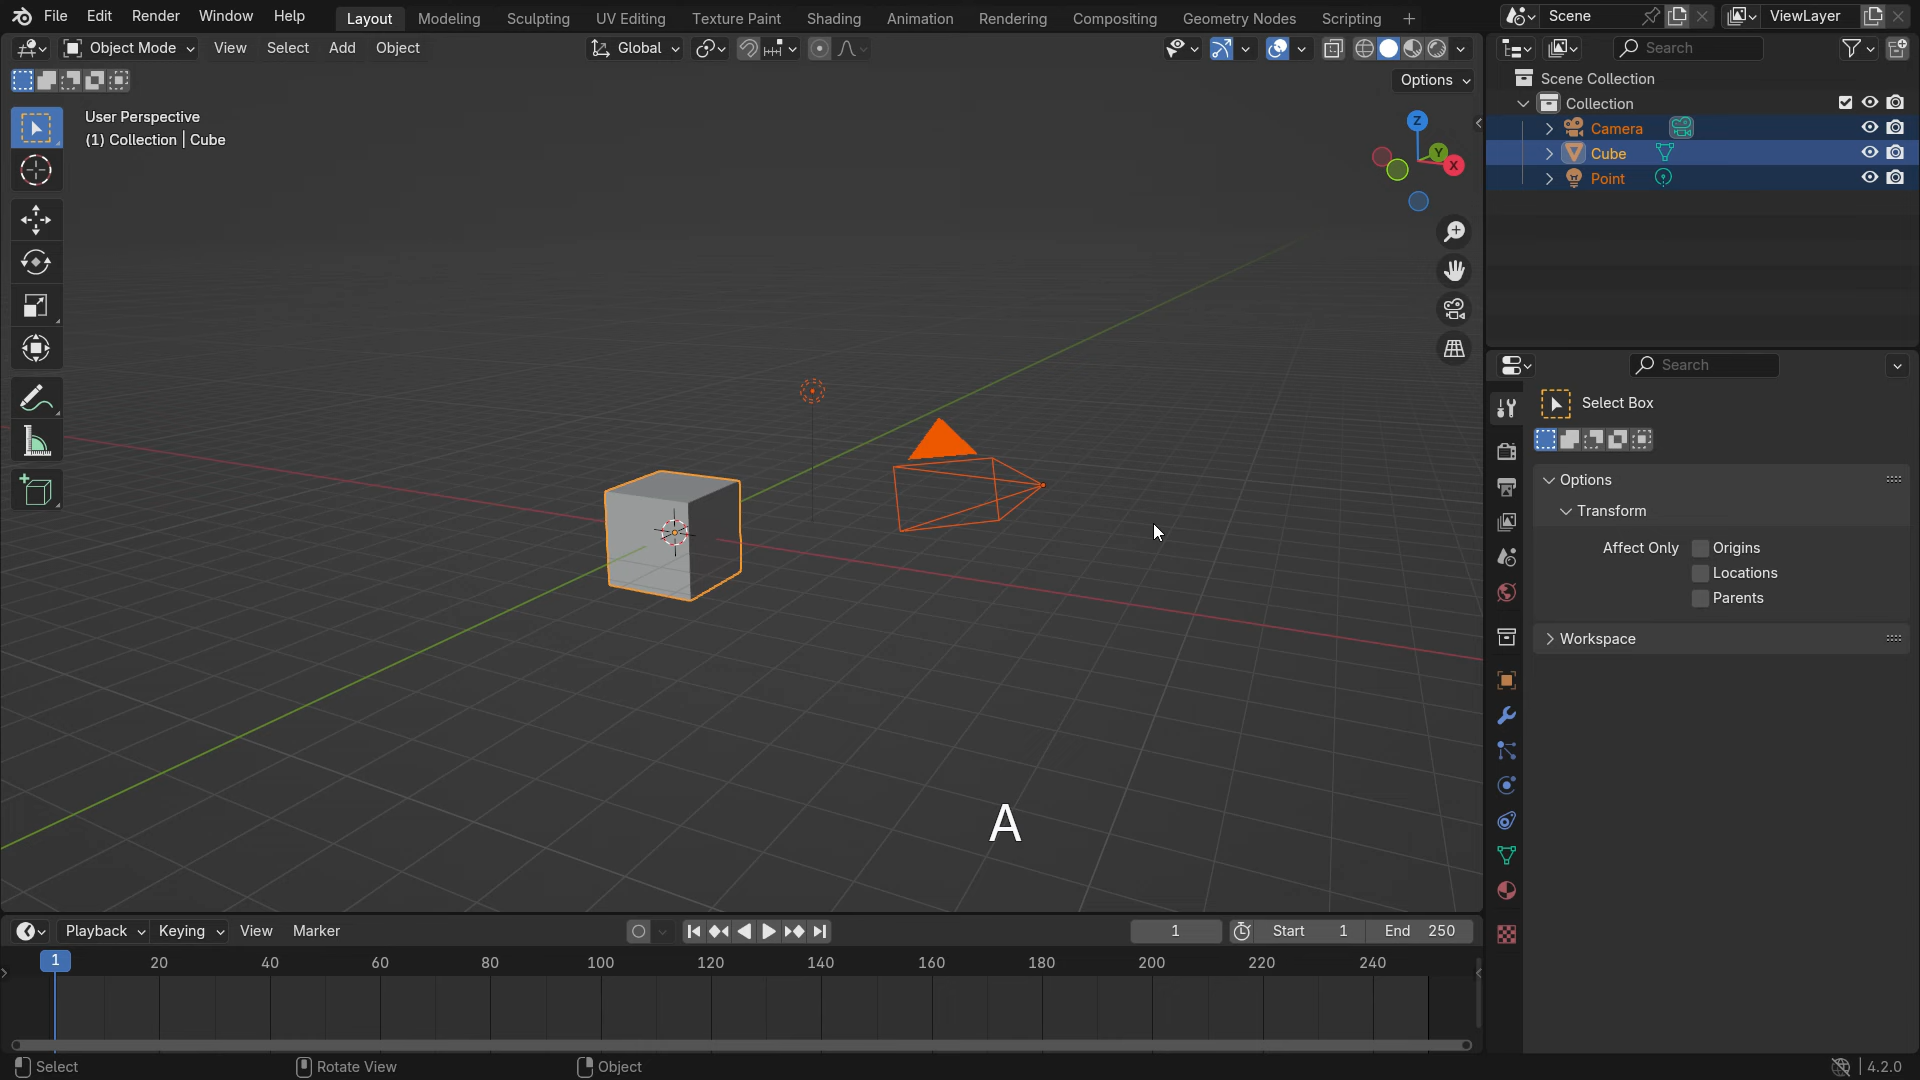 File Edit Render Window Help Layout Modeling Sculpting UV Editing Texture Paint Shading Animation Rendering Compositing Geometry Nodes Scripting + Scene ViewLayer
Object Mode View Select Add Object Global Search
Options
User Perspective
(1) Collection | Cube
Z
Y
X
Scene Collection
Collection
Camera
Cube
Point
Search
Select Box
Options
Transform
Affect Only Origins
Locations
Parents
Workspace
A
Playback Keying View Marker 1 Start 1 End 250
1 20 40 60 80 100 120 140 160 180 200 220 240
Select Rotate View Object 4.2.0